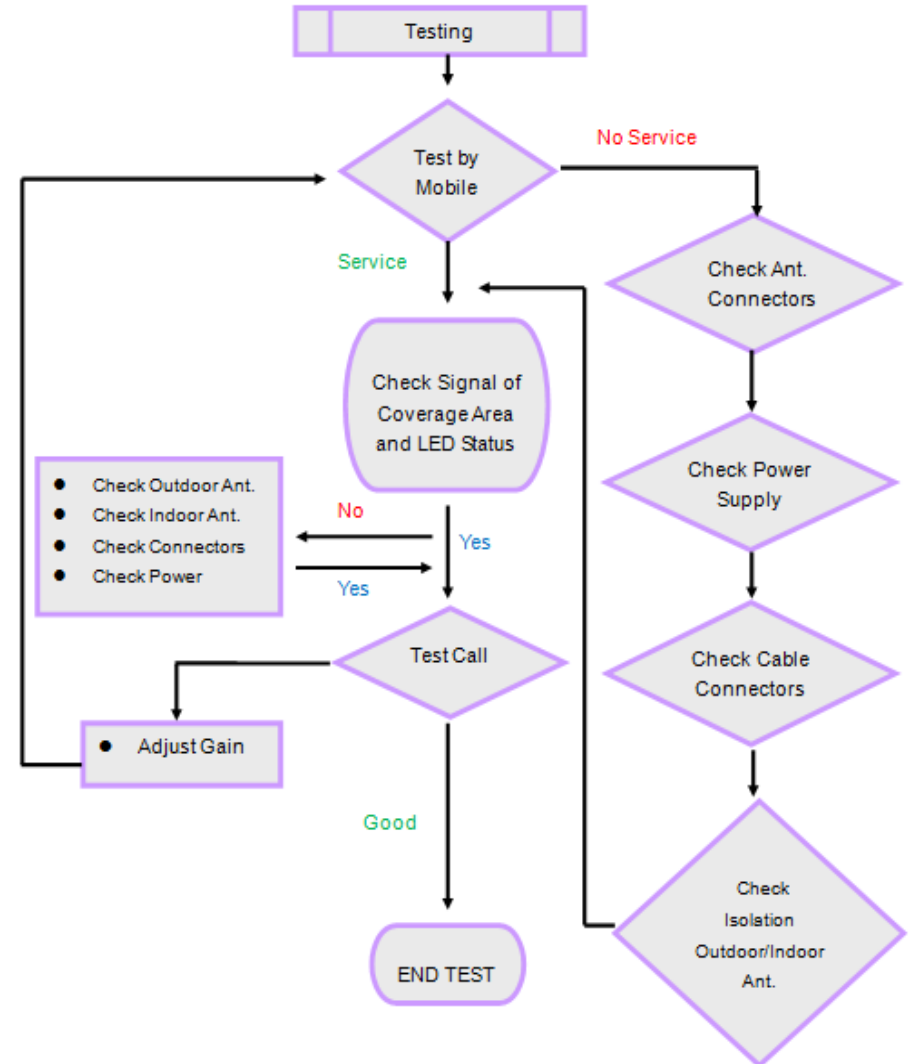 Testing
Test by
Mobile
No Service
Service
Check Ant.
Connectors
Check Signal of
Coverage Area
and LED Status
Check Power
Supply
● Check Outdoor Ant.
● Check Indoor Ant.
● Check Connectors
● Check Power
No
Yes
Yes
Test Call
Check Cable
Connectors
● Adjust Gain
Good
Check
Isolation
Outdoor/Indoor
Ant.
END TEST